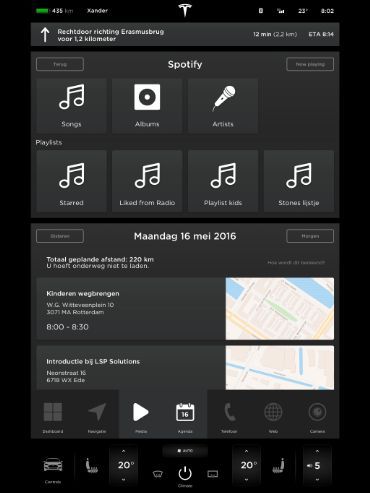 435 km Xander 23° 8:02
Rechtdoor richting Erasmusbrug
voor 1,2 kilometer
12 min (2,2 km) ETA 8:14
Terug Spotify Now playing
Songs Albums Artists
Playlists
Starred Liked from Radio Playlist kids Stones lijstje
Gisteren Maandag 16 mei 2016 Morgen
Totaal geplande afstand: 220 km
U hoeft onderweg niet te laden.
Hoe wordt dit berekend?
Kinderen wegbrengen
W.G. Witteveenplein 10
3071 MA Rotterdam
8:00 - 8:30
Introductie bij LSP Solutions
Neonstraat 16
6718 WX Ede
16
Dashboard Navigatie Media Agenda Telefoon Web Camera
AUTO
20° 20° 5
Controls Climate